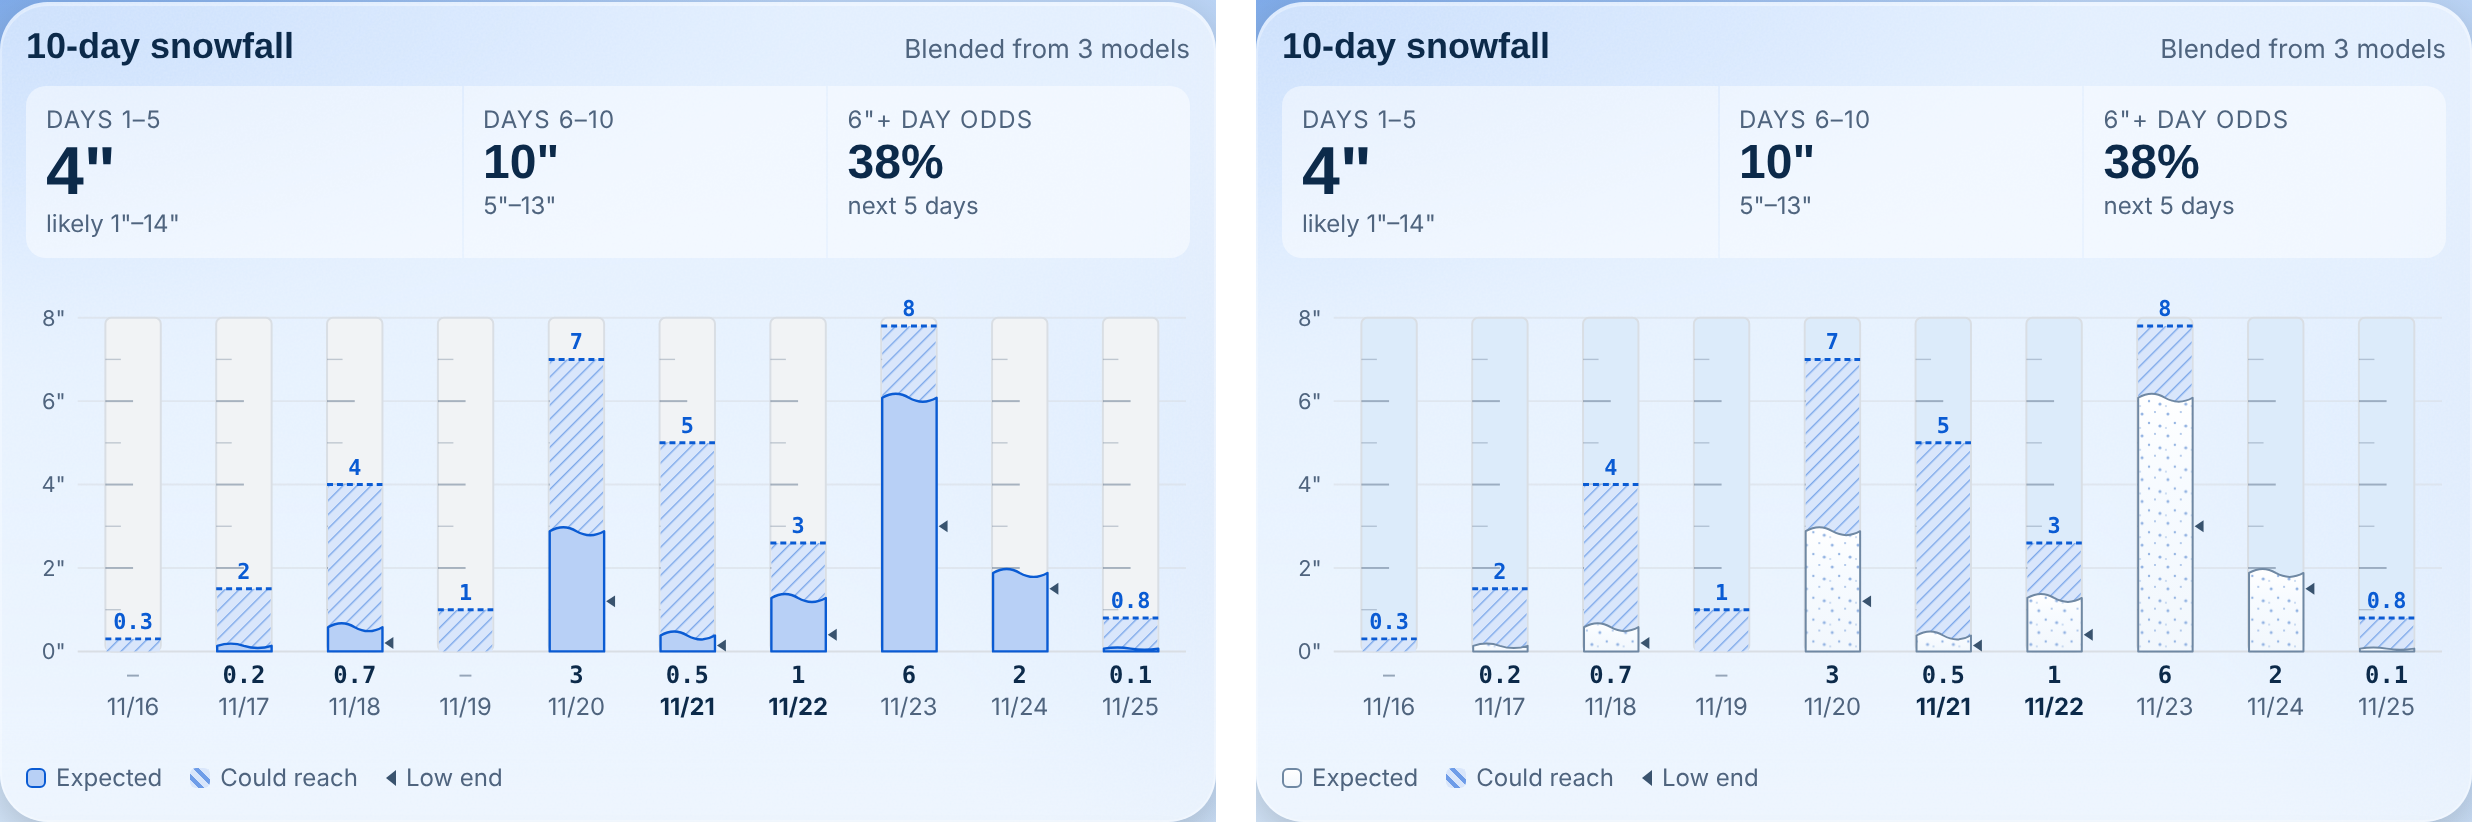 10-day snowfall
Blended from 3 models
DAYS 1–5
4"
likely 1"–14"
DAYS 6–10
10"
5"–13"
6"+ DAY ODDS
38%
next 5 days
8"
6"
4"
2"
0"
0.3
2
4
1
7
5
3
8
0.8
– 0.2 0.7 – 3 0.5 1 6 2 0.1
11/16 11/17 11/18 11/19 11/20 11/21 11/22 11/23 11/24 11/25
Expected Could reach Low end
10-day snowfall
Blended from 3 models
DAYS 1–5
4"
likely 1"–14"
DAYS 6–10
10"
5"–13"
6"+ DAY ODDS
38%
next 5 days
8"
6"
4"
2"
0"
0.3
2
4
1
7
5
3
8
0.8
– 0.2 0.7 – 3 0.5 1 6 2 0.1
11/16 11/17 11/18 11/19 11/20 11/21 11/22 11/23 11/24 11/25
Expected Could reach Low end